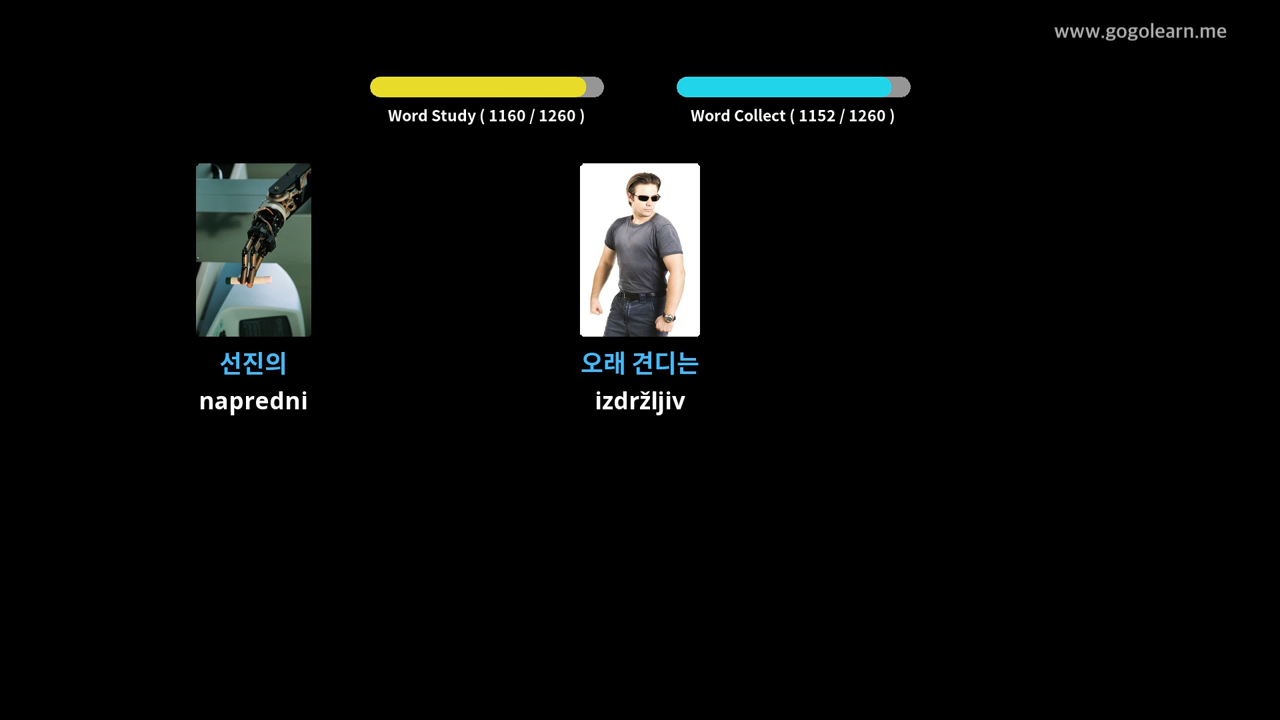 www.gogolearn.me
Word Study ( 1160 / 1260 )
Word Collect ( 1152 / 1260 )
선진의
napredni
오래 견디는
izdržljiv